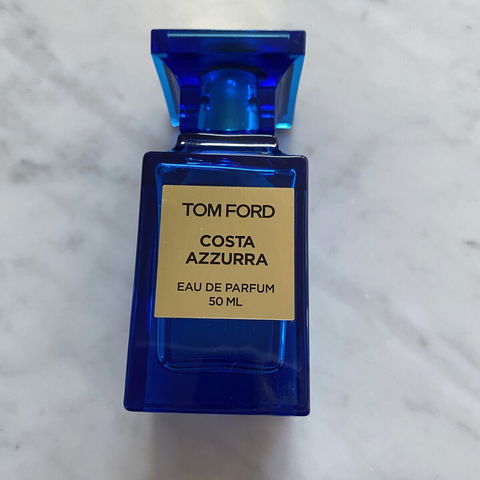 TOM FORD
COSTA
AZZURRA
EAU DE PARFUM
50 ML